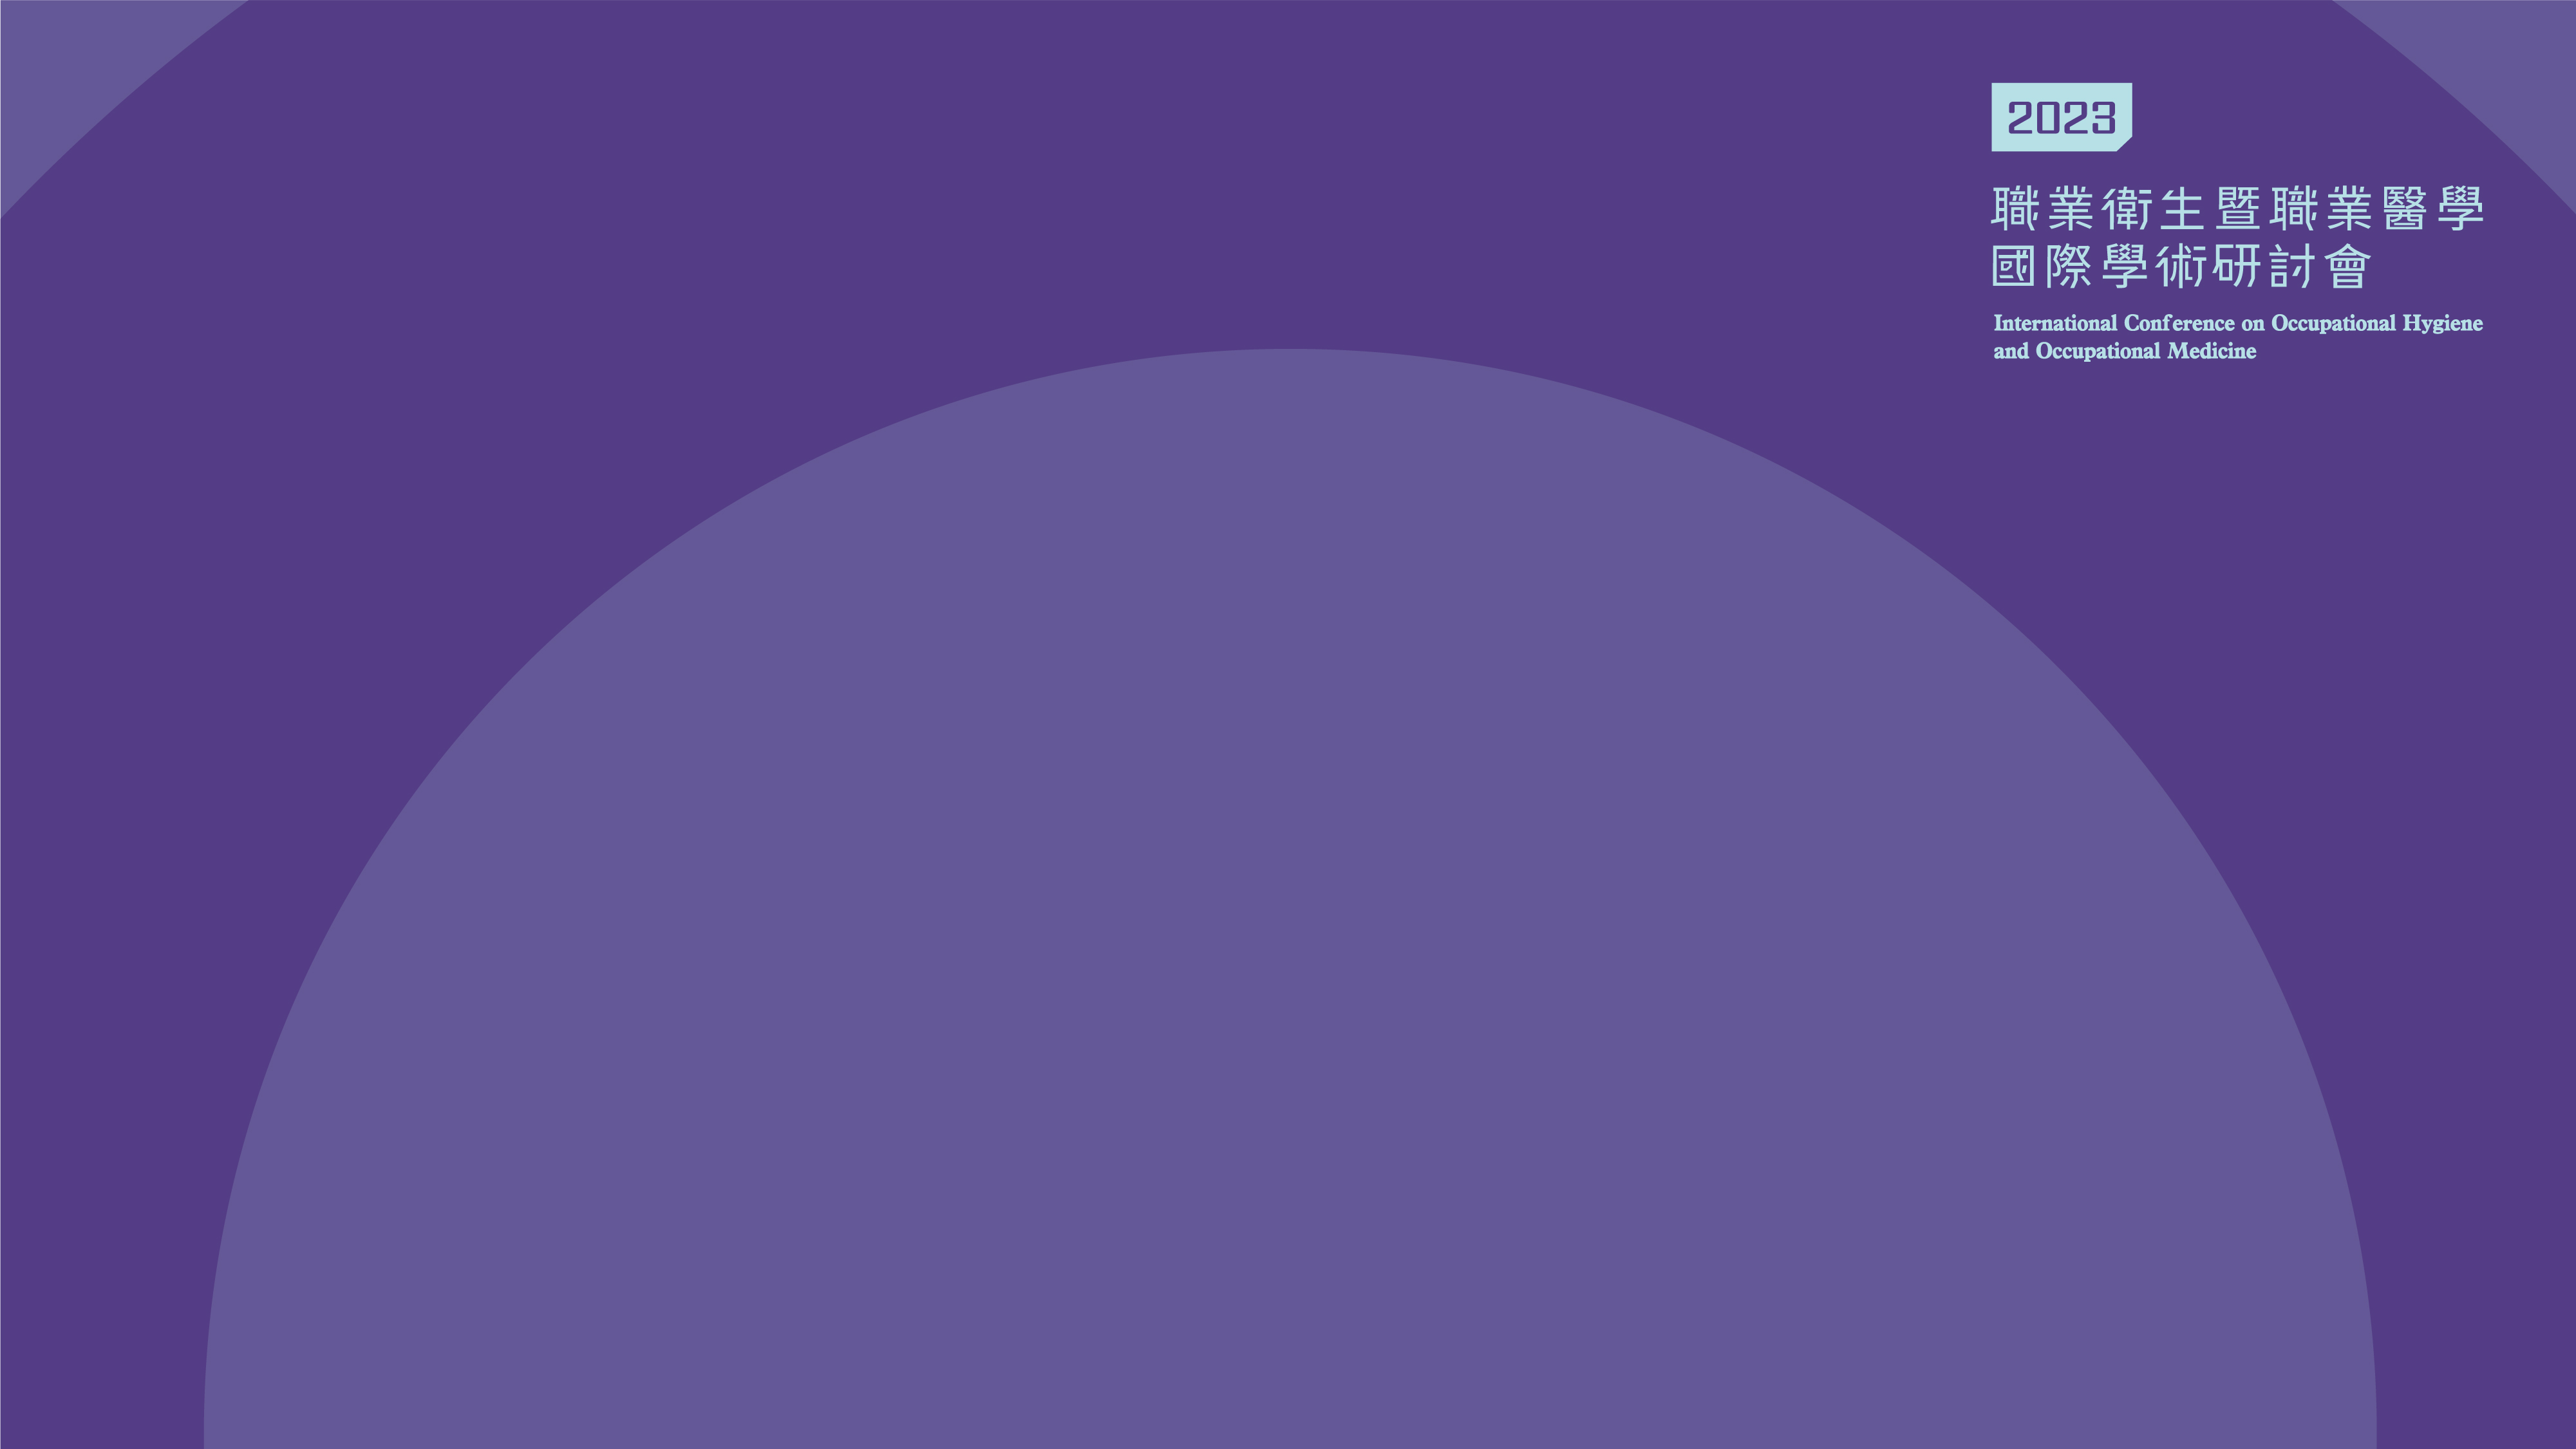 2023
職業衛生暨職業醫學
國際學術研討會
International Conference on Occupational Hygiene
and Occupational Medicine